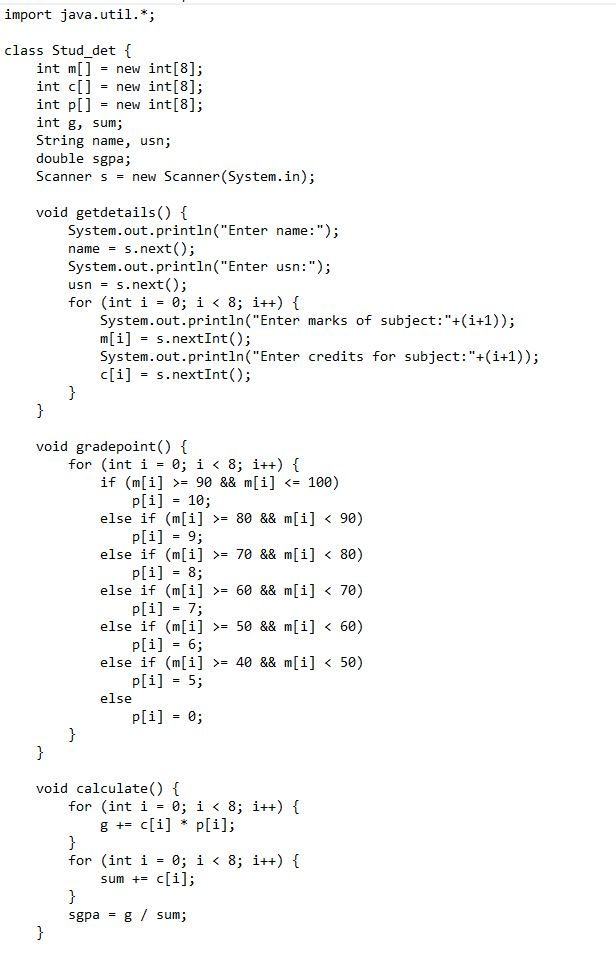 import java.util.*;

class Stud_det {
    int m[] = new int[8];
    int c[] = new int[8];
    int p[] = new int[8];
    int g, sum;
    String name, usn;
    double sgpa;
    Scanner s = new Scanner(System.in);

    void getdetails() {
        System.out.println("Enter name:");
        name = s.next();
        System.out.println("Enter usn:");
        usn = s.next();
        for (int i = 0; i < 8; i++) {
            System.out.println("Enter marks of subject:"+(i+1));
            m[i] = s.nextInt();
            System.out.println("Enter credits for subject:"+(i+1));
            c[i] = s.nextInt();
        }
    }

    void gradepoint() {
        for (int i = 0; i < 8; i++) {
            if (m[i] >= 90 && m[i] <= 100)
                p[i] = 10;
            else if (m[i] >= 80 && m[i] < 90)
                p[i] = 9;
            else if (m[i] >= 70 && m[i] < 80)
                p[i] = 8;
            else if (m[i] >= 60 && m[i] < 70)
                p[i] = 7;
            else if (m[i] >= 50 && m[i] < 60)
                p[i] = 6;
            else if (m[i] >= 40 && m[i] < 50)
                p[i] = 5;
            else
                p[i] = 0;
        }
    }

    void calculate() {
        for (int i = 0; i < 8; i++) {
            g += c[i] * p[i];
        }
        for (int i = 0; i < 8; i++) {
            sum += c[i];
        }
        sgpa = g / sum;
    }